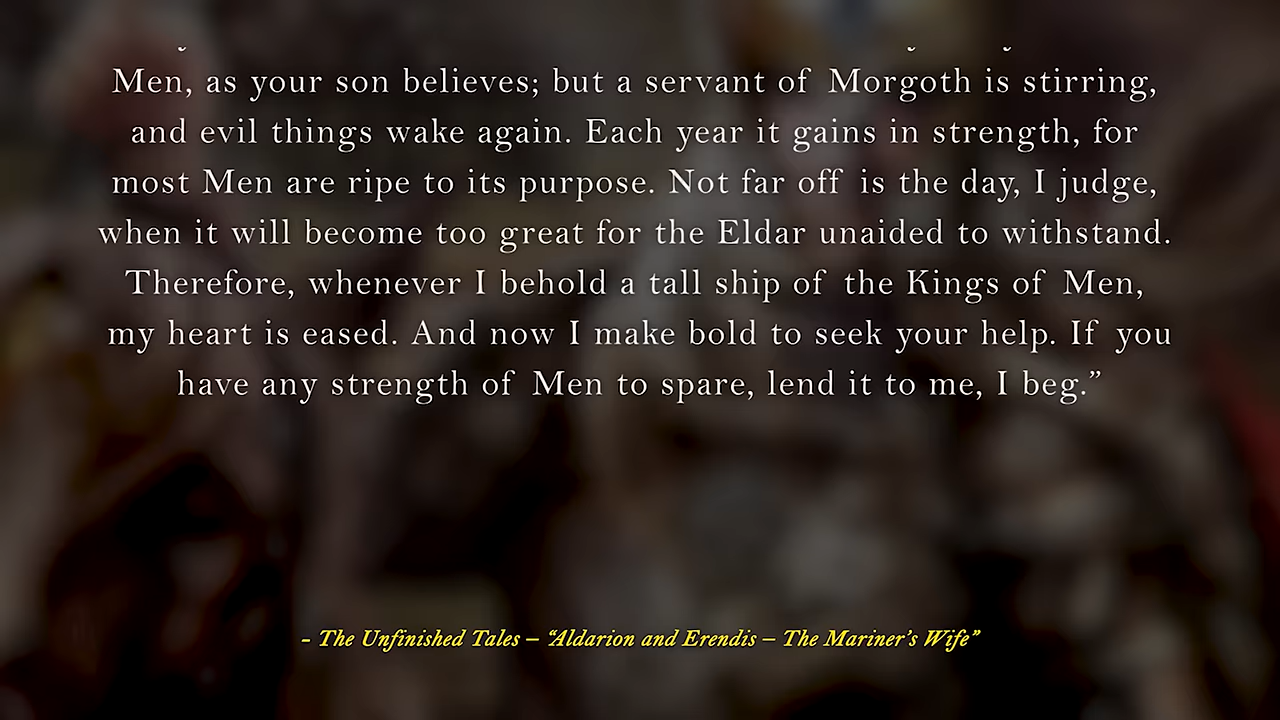 Men, as your son believes; but a servant of Morgoth is stirring,
and evil things wake again. Each year it gains in strength, for
most Men are ripe to its purpose. Not far off is the day, I judge,
when it will become too great for the Eldar unaided to withstand.
Therefore, whenever I behold a tall ship of the Kings of Men,
my heart is eased. And now I make bold to seek your help. If you
have any strength of Men to spare, lend it to me, I beg.”
- The Unfinished Tales – “Aldarion and Erendis – The Mariner’s Wife”